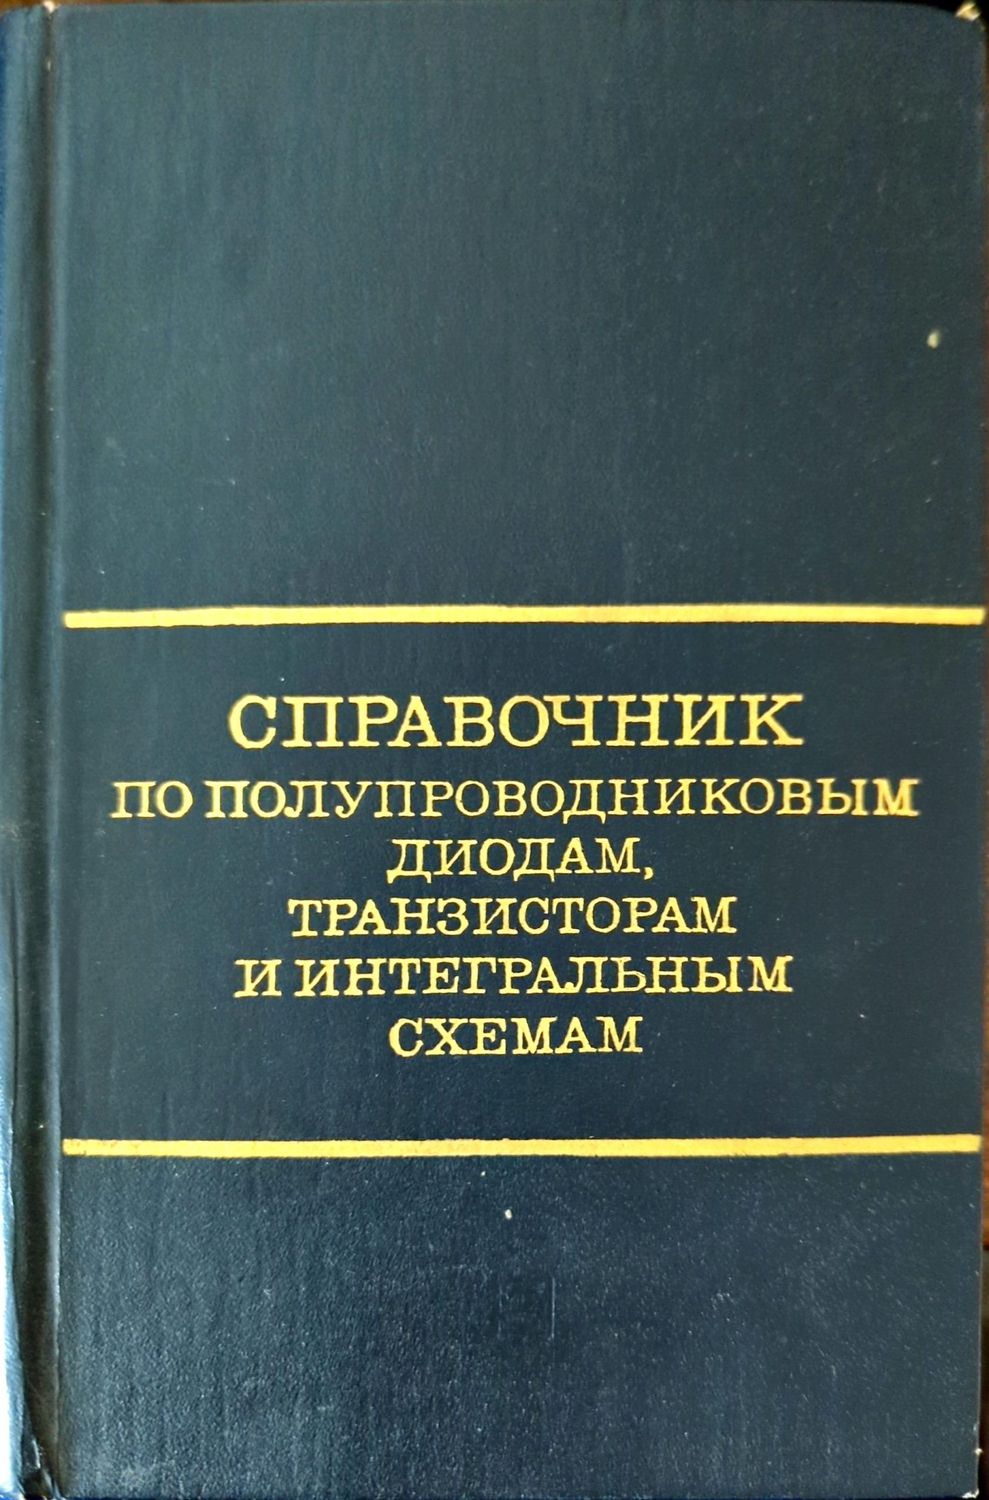 СПРАВОЧНИК
ПО ПОЛУПРОВОДНИКОВЫМ
ДИОДАМ,
ТРАНЗИСТОРАМ
И ИНТЕГРАЛЬНЫМ
СХЕМАМ